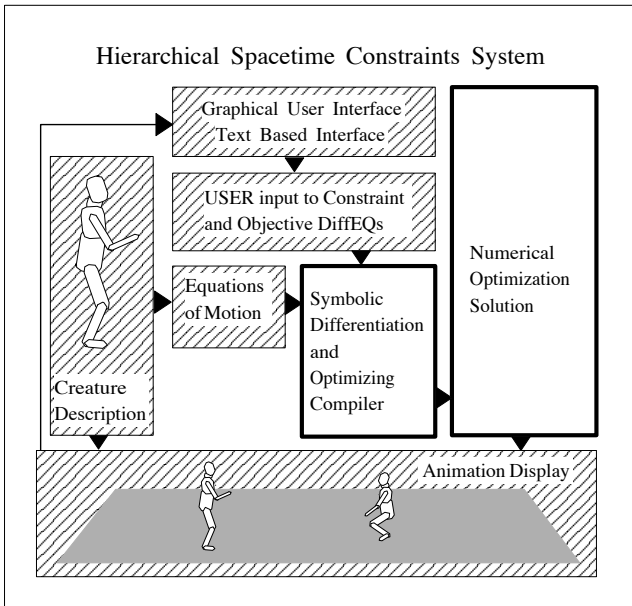 Hierarchical Spacetime Constraints System
Graphical User Interface
Text Based Interface
USER input to Constraint
and Objective DiffEQs
Equations
of Motion
Symbolic
Differentiation
and
Optimizing
Compiler
Numerical
Optimization
Solution
Creature
Description
Animation Display